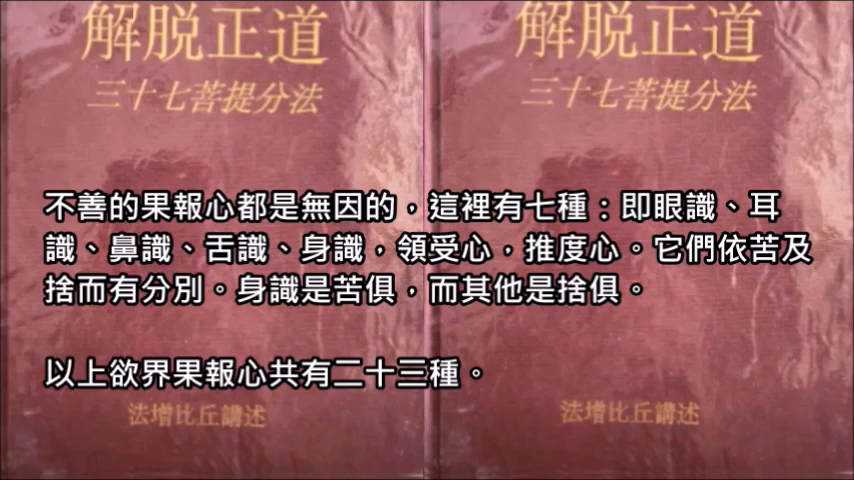 解脫正道
三十七菩提分法
解脫正道
三十七菩提分法
不善的果報心都是無因的，這裡有七種：即眼識、耳
識、鼻識、舌識、身識，領受心，推度心。它們依苦及
捨而有分別。身識是苦俱，而其他是捨俱。
以上欲界果報心共有二十三種。
法增比丘講述
法增比丘講述